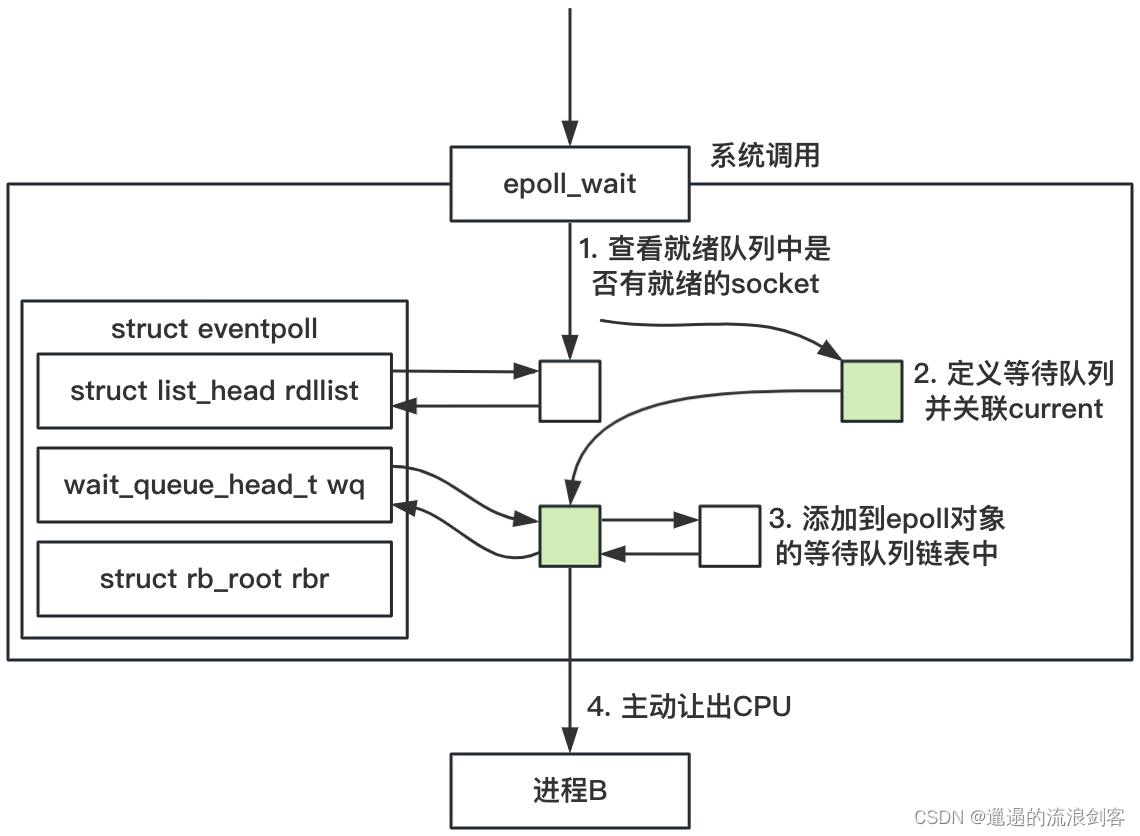 系统调用
epoll_wait
1. 查看就绪队列中是
否有就绪的socket
struct eventpoll
struct list_head rdllist
2. 定义等待队列
并关联current
wait_queue_head_t wq
3. 添加到epoll对象
的等待队列链表中
struct rb_root rbr
4. 主动让出CPU
进程B
CSDN @邋遢的流浪剑客